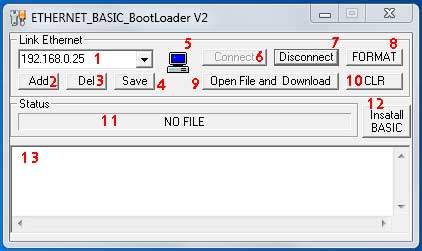 ETHERNET_BASIC_BootLoader V2
Link Ethernet
192.168.0.25 1
5
Connect 6
7 Disconnect
8 FORMAT
Add 2
Del 3
Save 4
9 Open File and Download
10 CLR
Status
11 NO FILE
12
Insatall
BASIC
13